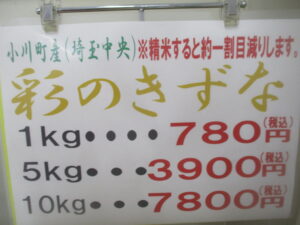 小川町産(埼玉中央)※精米すると約一割目減りします。
彩のきずな
1kg・・・・780円(税込)
5kg・・・3900円(税込)
10kg・・・7800円(税込)